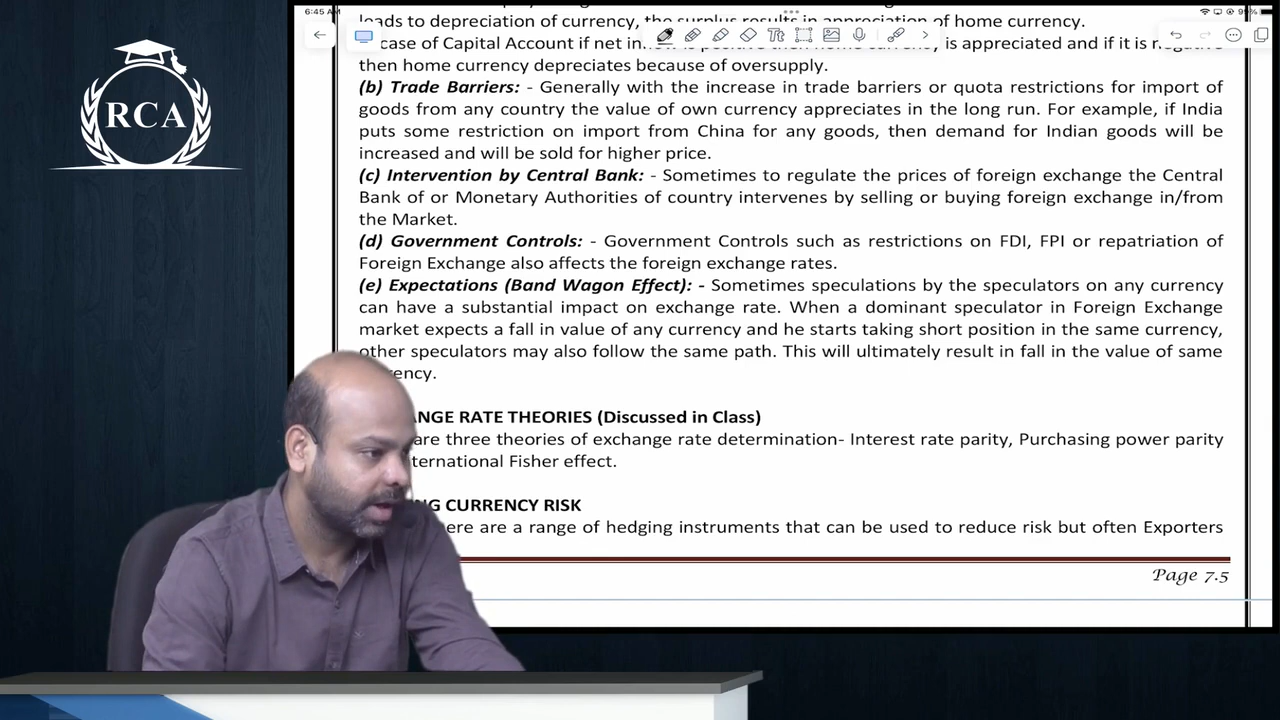 6:45 AM
RCA
leads to depreciation of currency, the surplus results in appreciation of home currency.
case of Capital Account if net inflow is positive then home currency is appreciated and if it is negative
then home currency depreciates because of oversupply.
(b) Trade Barriers: - Generally with the increase in trade barriers or quota restrictions for import of
goods from any country the value of own currency appreciates in the long run. For example, if India
puts some restriction on import from China for any goods, then demand for Indian goods will be
increased and will be sold for higher price.
(c) Intervention by Central Bank: - Sometimes to regulate the prices of foreign exchange the Central
Bank of or Monetary Authorities of country intervenes by selling or buying foreign exchange in/from
the Market.
(d) Government Controls: - Government Controls such as restrictions on FDI, FPI or repatriation of
Foreign Exchange also affects the foreign exchange rates.
(e) Expectations (Band Wagon Effect): - Sometimes speculations by the speculators on any currency
can have a substantial impact on exchange rate. When a dominant speculator in Foreign Exchange
market expects a fall in value of any currency and he starts taking short position in the same currency,
other speculators may also follow the same path. This will ultimately result in fall in the value of same
ency.
ANGE RATE THEORIES (Discussed in Class)
are three theories of exchange rate determination- Interest rate parity, Purchasing power parity
ternational Fisher effect.
NG CURRENCY RISK
here are a range of hedging instruments that can be used to reduce risk but often Exporters
Page 7.5